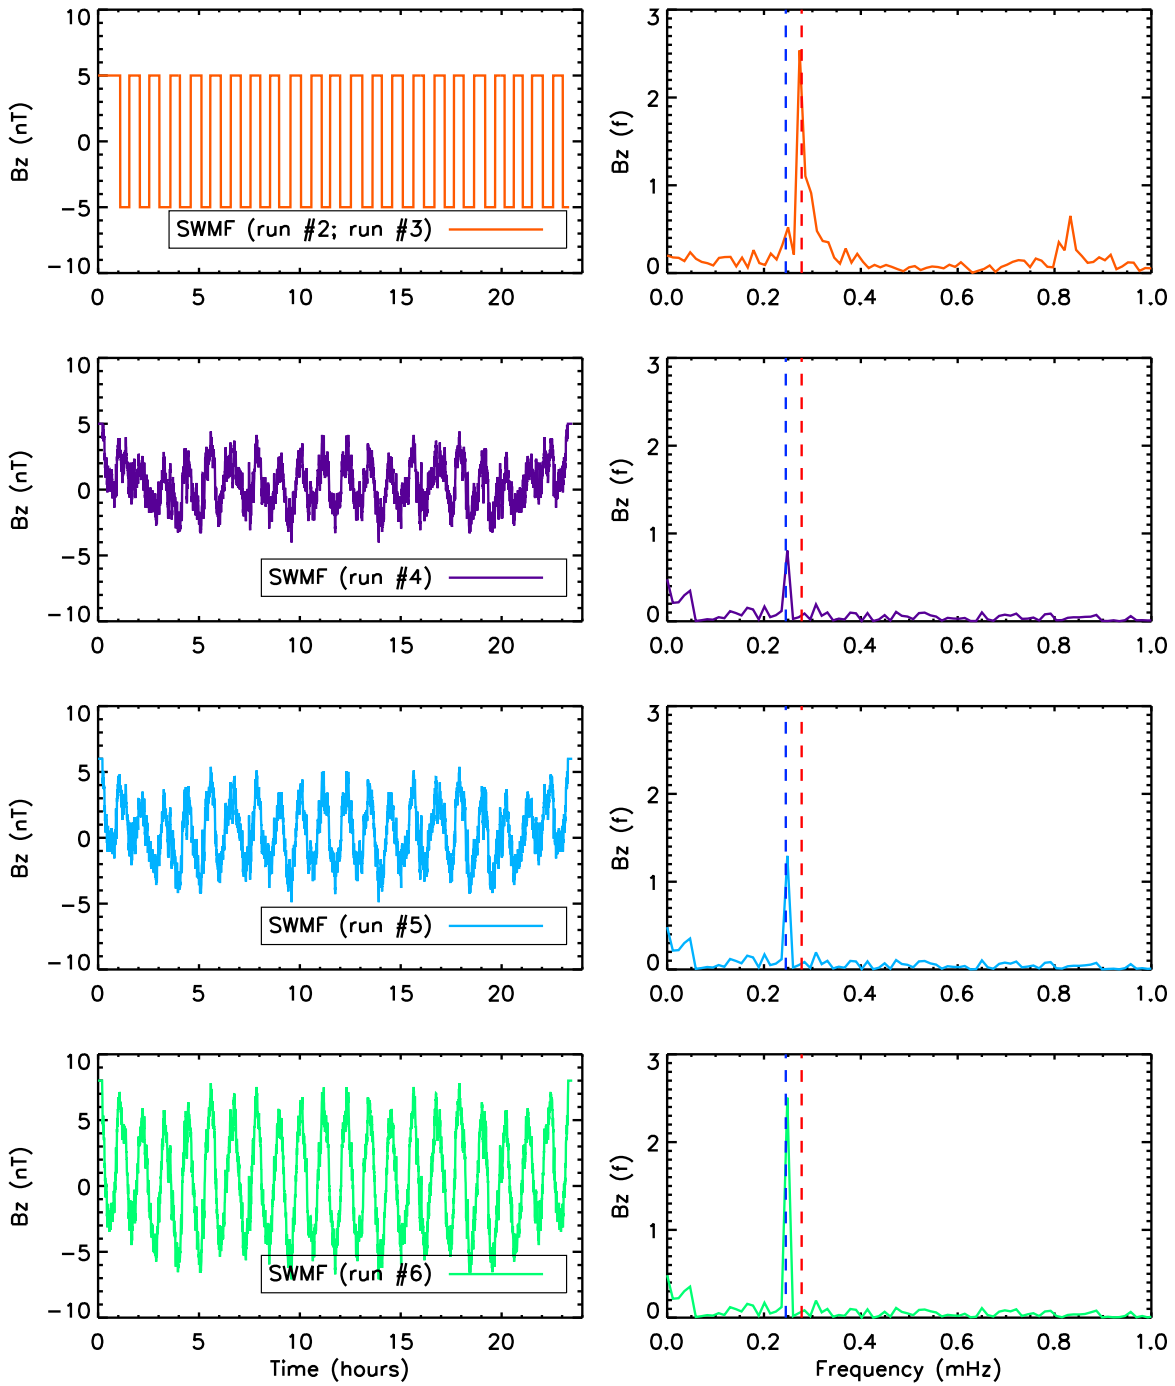 10
5
0
−5
−10
Bz (nT)
SWMF (run #2; run #3)
0 5 10 15 20
3
2
1
0
Bz (f)
0.0 0.2 0.4 0.6 0.8 1.0
10
5
0
−5
−10
Bz (nT)
SWMF (run #4)
0 5 10 15 20
3
2
1
0
Bz (f)
0.0 0.2 0.4 0.6 0.8 1.0
10
5
0
−5
−10
Bz (nT)
SWMF (run #5)
0 5 10 15 20
3
2
1
0
Bz (f)
0.0 0.2 0.4 0.6 0.8 1.0
10
5
0
−5
−10
Bz (nT)
SWMF (run #6)
0 5 10 15 20
Time (hours)
3
2
1
0
Bz (f)
0.0 0.2 0.4 0.6 0.8 1.0
Frequency (mHz)